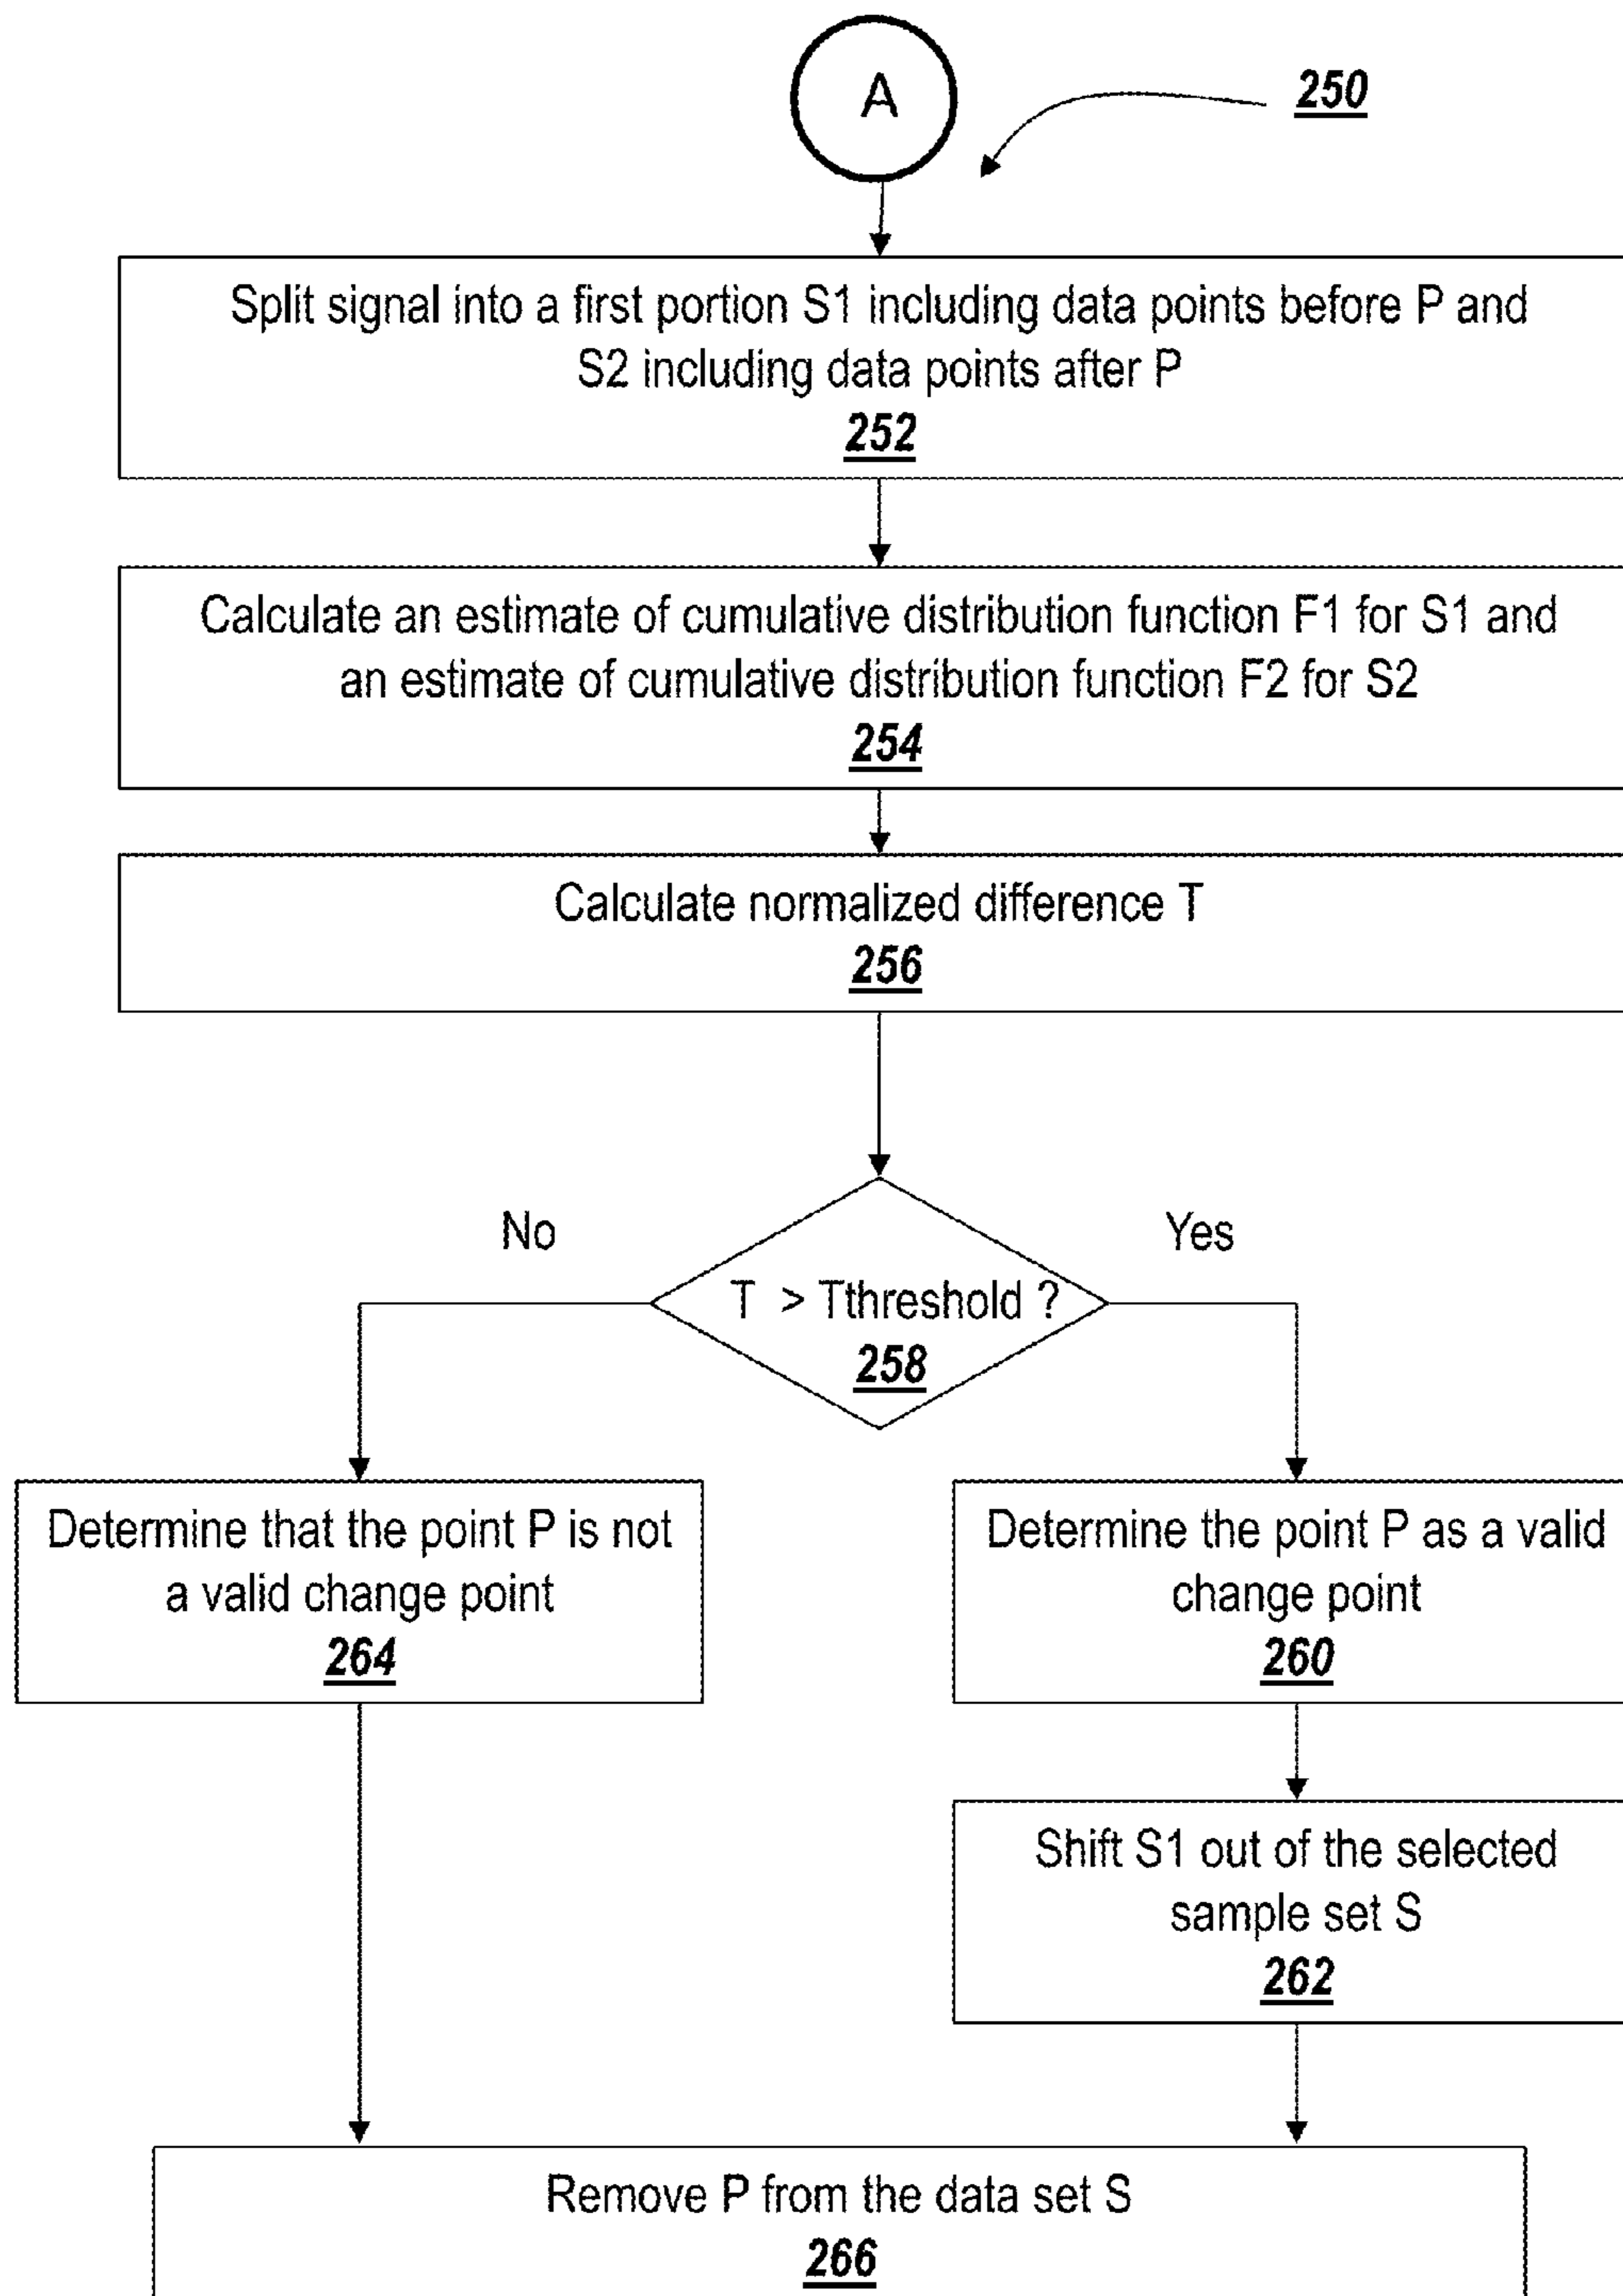 A
250
Split signal into a first portion S1 including data points before P and
S2 including data points after P
252
Calculate an estimate of cumulative distribution function F1 for S1 and
an estimate of cumulative distribution function F2 for S2
254
Calculate normalized difference T
256
No
Yes
T > Tthreshold ?
258
Determine that the point P is not
a valid change point
264
Determine the point P as a valid
change point
260
Shift S1 out of the selected
sample set S
262
Remove P from the data set S
266